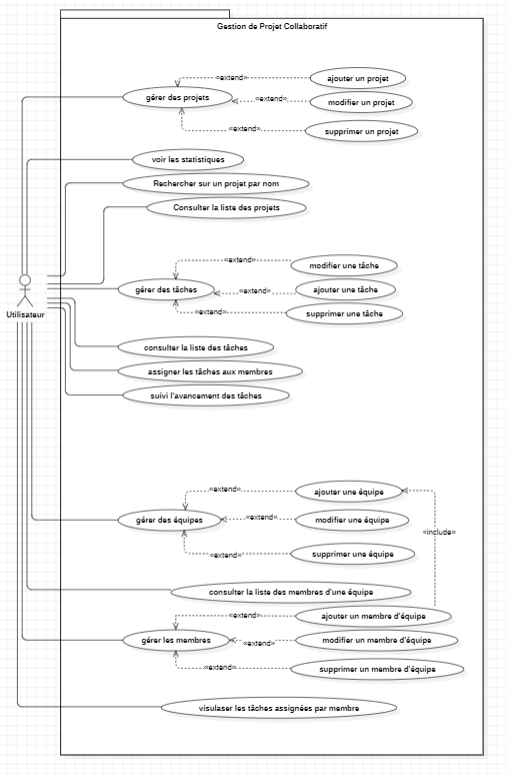 Gestion de Projet Collaboratif
«extend»
ajouter un projet
gérer des projets
«extend»
modifier un projet
«extend»
supprimer un projet
voir les statistiques
Rechercher sur un projet par nom
Consulter la liste des projets
«extend»
modifier une tâche
gérer des tâches
«extend»
ajouter une tâche
«extend»
supprimer une tâche
Utilisateur
consulter la liste des tâches
assigner les tâches aux membres
suivi l'avancement des tâches
«extend»
ajouter une équipe
gérer des équipes
«extend»
modifier une équipe
«include»
«extend»
supprimer une équipe
consulter la liste des membres d'une équipe
«extend»
ajouter un membre d'équipe
gérer les membres
«extend»
modifier un membre d'équipe
«extend»
supprimer un membre d'équipe
visulaser les tâches assignées par membre